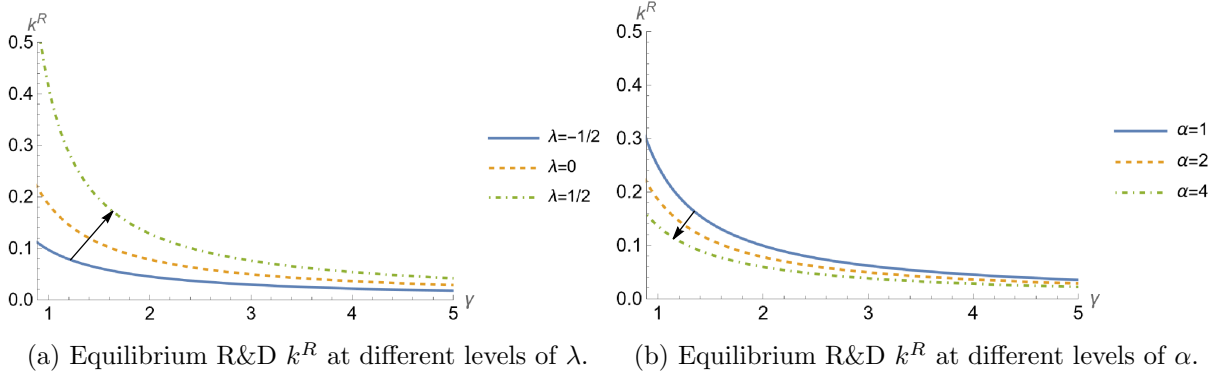 k^R
0.5
0.4
0.3
0.2
0.1
0.0
1
2
3
4
5
γ
λ=−1/2
λ=0
λ=1/2
k^R
0.5
0.4
0.3
0.2
0.1
0.0
1
2
3
4
5
γ
α=1
α=2
α=4
(a) Equilibrium R&D k^R at different levels of λ.
(b) Equilibrium R&D k^R at different levels of α.